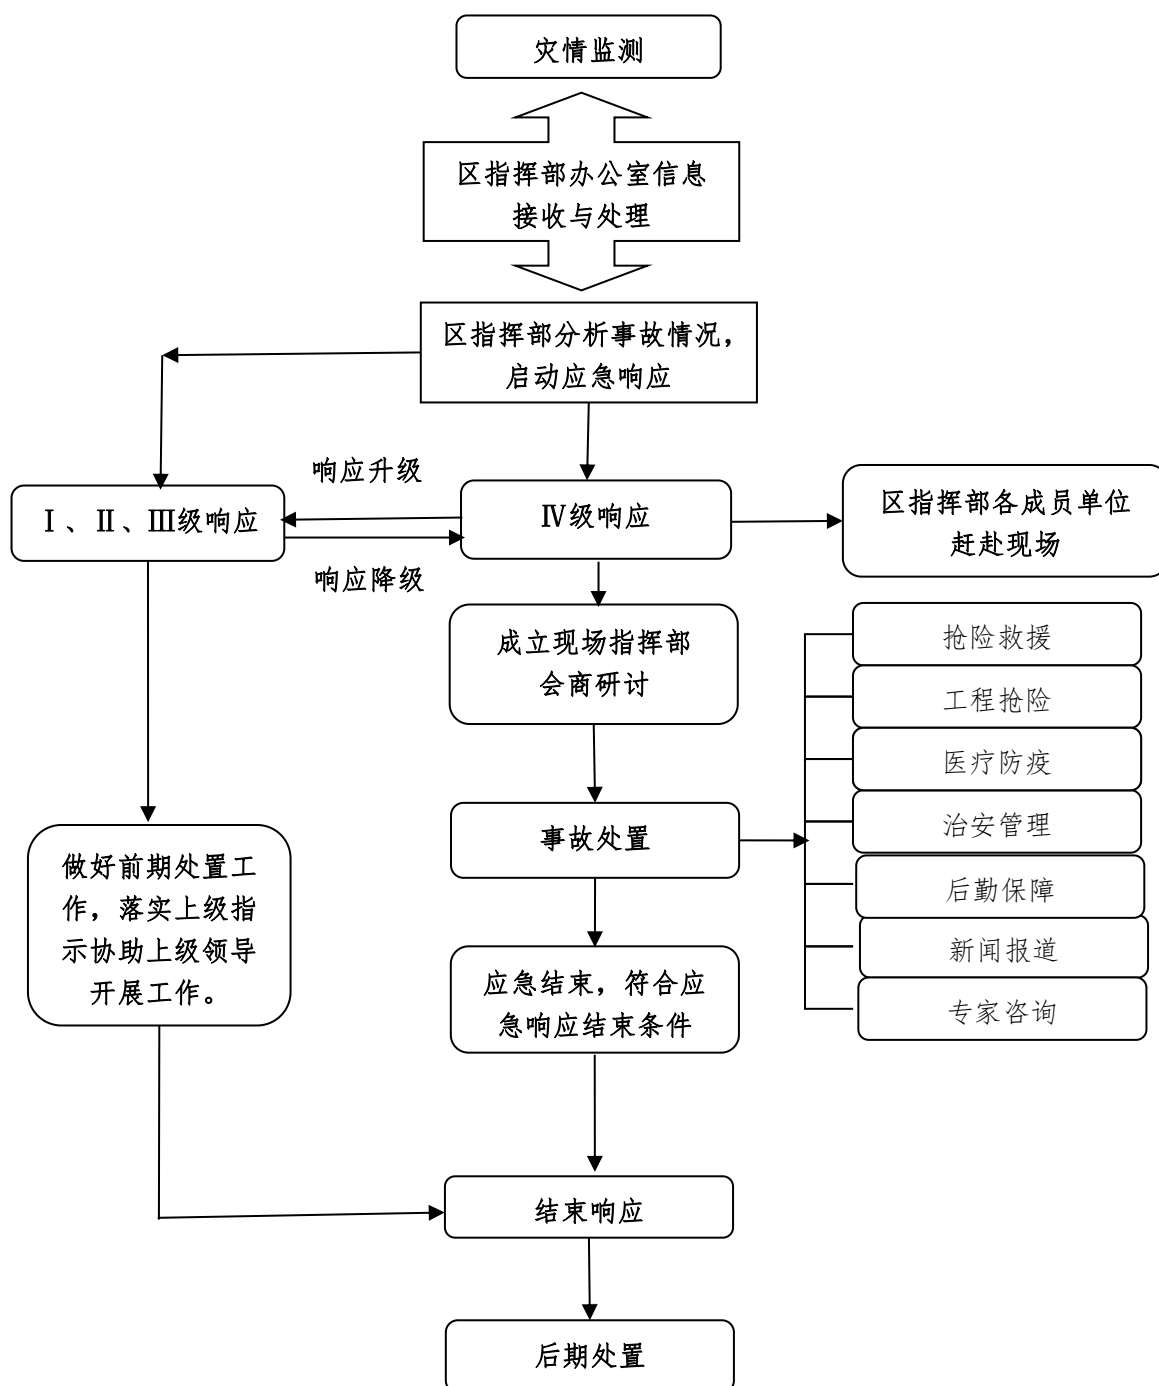 灾情监测
区指挥部办公室信息
接收与处理
区指挥部分析事故情况，
启动应急响应
响应升级
Ⅰ、Ⅱ、Ⅲ级响应
Ⅳ级响应
区指挥部各成员单位
赶赴现场
响应降级
成立现场指挥部
会商研讨
抢险救援
工程抢险
医疗防疫
治安管理
后勤保障
新闻报道
专家咨询
事故处置
做好前期处置工
作，落实上级指
示协助上级领导
开展工作。
应急结束，符合应
急响应结束条件
结束响应
后期处置